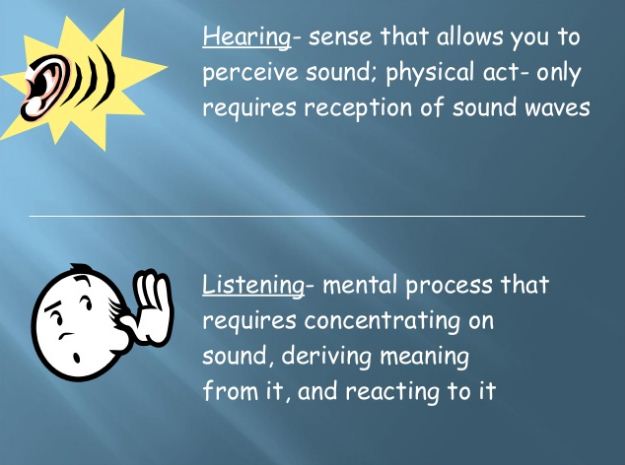 Hearing- sense that allows you to
perceive sound; physical act- only
requires reception of sound waves
Listening- mental process that
requires concentrating on
sound, deriving meaning
from it, and reacting to it